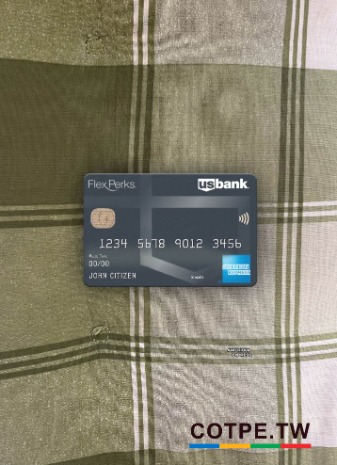 FlexPerks
usbank
1234 5678 9012 3456
00/00
JOHN CITIZEN
COTPE.TW